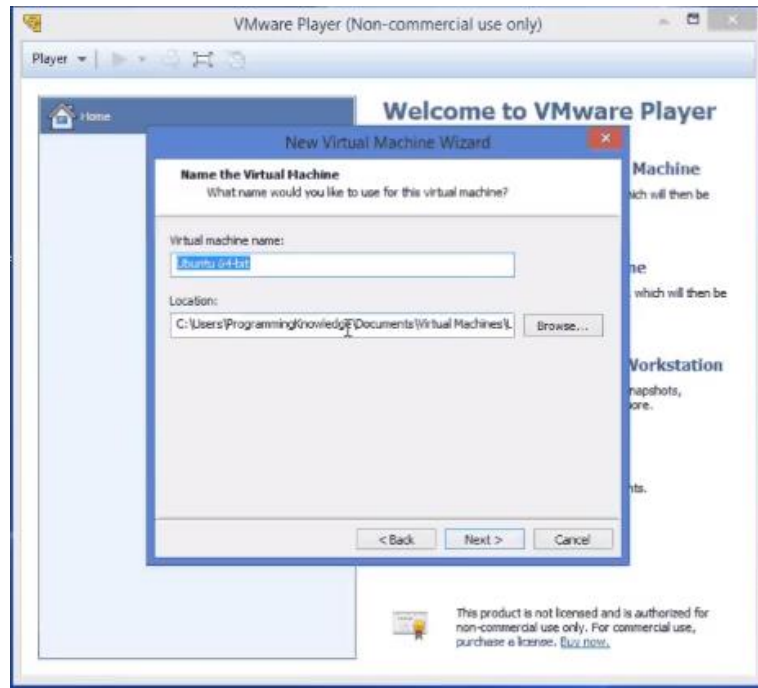 VMware Player (Non-commercial use only)
Player
Home
Welcome to VMware Player
New Virtual Machine Wizard
Machine
Name the Virtual Machine
What name would you like to use for this virtual machine?
will then be
Virtual machine name:
Ubuntu 64-bit
Location:
which will then be
C:\Users\ProgrammingKnowledge\Documents\Virtual Machines\
Browse...
Workstation
napshots,
ore.
nts.
< Back
Next >
Cancel
This product is not licensed and is authorized for
non-commercial use only. For commercial use,
purchase a license. Buy now.